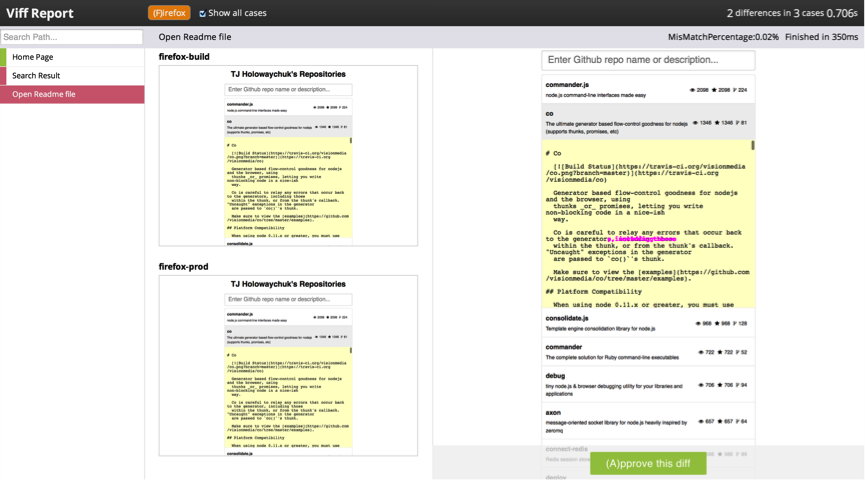 Viff Report
(F)irefox
Show all cases
2 differences in 3 cases 0.706s
Search Path...
Open Readme file
MisMatchPercentage:0.02% Finished in 350ms
Home Page
Search Result
Open Readme file
firefox-build
TJ Holowaychuk's Repositories
Enter Github repo name or description...
commander.js
node.js command-line interfaces made easy
2098 2098 224
co
The ultimate generator based flow-control goodness for nodejs
(supports thunks, promises, etc)
1346 1346 81
# Co
[![Build Status](https://travis-ci.org/visionmedia
/co.png?branch=master)](https://travis-ci.org
/visionmedia/co)
Generator based flow-control goodness for nodejs
and the browser, using
thunks _or_ promises, letting you write
non-blocking code in a nice-ish
way.
Co is careful to relay any errors that occur back
to the generators, including those
within the thunk, or from the thunk's callback.
"Uncaught" exceptions in the generator
are passed to `co()`'s thunk.
Make sure to view the [examples](https://github.com
/visionmedia/co/tree/master/examples).
## Platform Compatibility
When using node 0.11.x or greater, you must use
consolidate.js
firefox-prod
TJ Holowaychuk's Repositories
Enter Github repo name or description...
commander.js
node.js command-line interfaces made easy
2098 2098 224
co
The ultimate generator based flow-control goodness for nodejs
(supports thunks, promises, etc)
1346 1346 81
# Co
[![Build Status](https://travis-ci.org/visionmedia
/co.png?branch=master)](https://travis-ci.org
/visionmedia/co)
Generator based flow-control goodness for nodejs
and the browser, using
thunks _or_ promises, letting you write
non-blocking code in a nice-ish
way.
Co is careful to relay any errors that occur back
to the generator, including those
within the thunk, or from the thunk's callback.
"Uncaught" exceptions in the generator
are passed to `co()`'s thunk.
Make sure to view the [examples](https://github.com
/visionmedia/co/tree/master/examples).
## Platform Compatibility
When using node 0.11.x or greater, you must use
consolidate.js
Enter Github repo name or description...
commander.js
node.js command-line interfaces made easy
2098 2098 224
co
The ultimate generator based flow-control goodness for nodejs
(supports thunks, promises, etc)
1346 1346 81
# Co
[![Build Status](https://travis-ci.org/visionmedia
/co.png?branch=master)](https://travis-ci.org
/visionmedia/co)
Generator based flow-control goodness for nodejs
and the browser, using
thunks _or_ promises, letting you write
non-blocking code in a nice-ish
way.
Co is careful to relay any errors that occur back
to the generator
within the thunk, or from the thunk's callback.
"Uncaught" exceptions in the generator
are passed to `co()`'s thunk.
Make sure to view the [examples](https://github.com
/visionmedia/co/tree/master/examples).
## Platform Compatibility
When using node 0.11.x or greater, you must use
consolidate.js
Template engine consolidation library for node.js
966 966 128
commander
The complete solution for Ruby command-line executables
722 722 52
debug
tiny node.js & browser debugging utility for your libraries and
applications
706 706 94
axon
message-oriented socket library for node.js heavily inspired by
zeromq
657 657 64
connect-redis
Redis session store
(A)pprove this diff
deploy